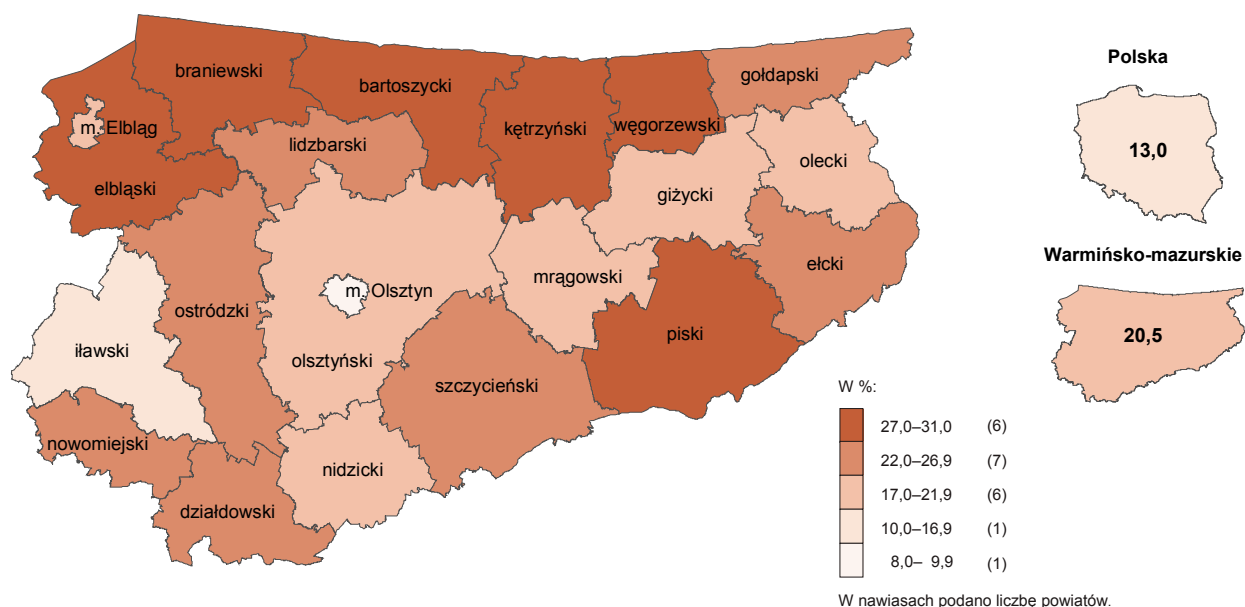 braniewski
bartoszycki
gołdapski
m. Elbląg
kętrzyński
węgorzewski
lidzbarski
olecki
elbląski
giżycki
ełcki
mrągowski
m. Olsztyn
ostródzki
piski
iławski
olsztyński
szczycieński
nowomiejski
nidzicki
działdowski
Polska
13,0
Warmińsko-mazurskie
20,5
W %:
27,0–31,0 (6)
22,0–26,9 (7)
17,0–21,9 (6)
10,0–16,9 (1)
8,0– 9,9 (1)
W nawiasach podano liczbę powiatów.